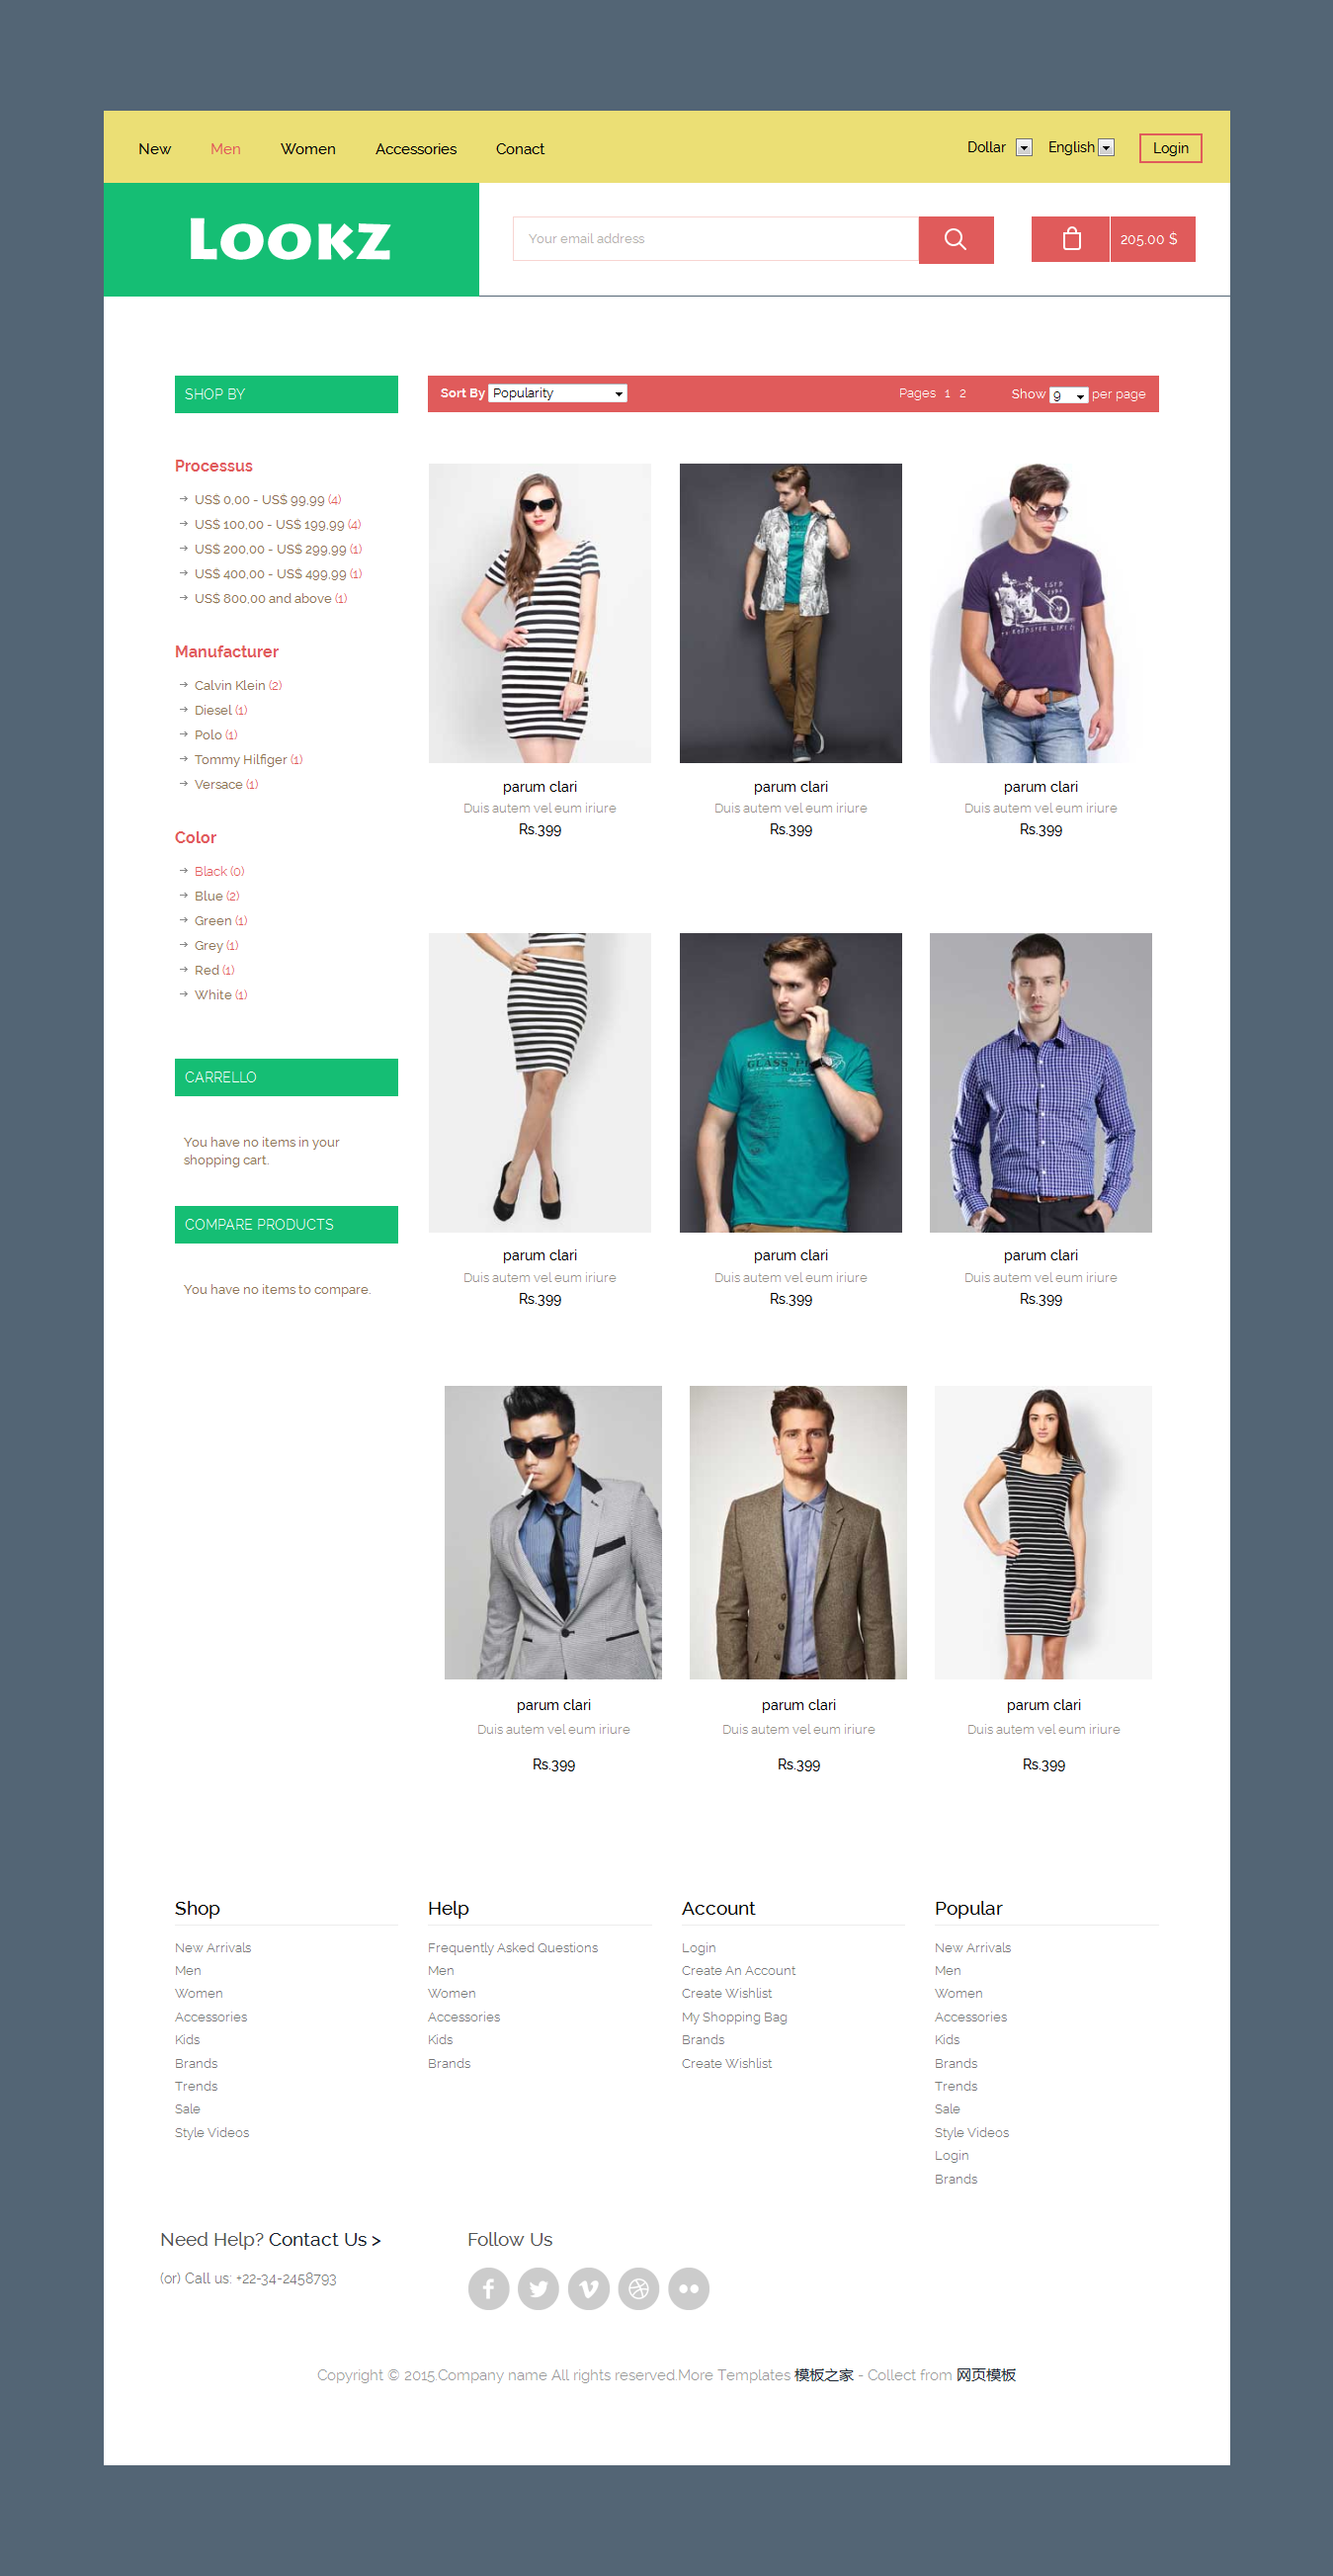 New Men Women Accessories Conact Dollar English Login
LOOKZ
Your email address
205.00 $
SHOP BY
Processus
US$ 0,00 - US$ 99,99 (4)
US$ 100,00 - US$ 199,99 (4)
US$ 200,00 - US$ 299,99 (1)
US$ 400,00 - US$ 499,99 (1)
US$ 800,00 and above (1)
Manufacturer
Calvin Klein (2)
Diesel (1)
Polo (1)
Tommy Hilfiger (1)
Versace (1)
Color
Black (0)
Blue (2)
Green (1)
Grey (1)
Red (1)
White (1)
CARRELLO
You have no items in your
shopping cart.
COMPARE PRODUCTS
You have no items to compare.
Sort By Popularity Pages 1 2 Show 9 per page
parum clari parum clari parum clari
Duis autem vel eum iriure Duis autem vel eum iriure Duis autem vel eum iriure
Rs.399 Rs.399 Rs.399
parum clari parum clari parum clari
Duis autem vel eum iriure Duis autem vel eum iriure Duis autem vel eum iriure
Rs.399 Rs.399 Rs.399
parum clari parum clari parum clari
Duis autem vel eum iriure Duis autem vel eum iriure Duis autem vel eum iriure
Rs.399 Rs.399 Rs.399
Shop
New Arrivals
Men
Women
Accessories
Kids
Brands
Trends
Sale
Style Videos
Help
Frequently Asked Questions
Men
Women
Accessories
Kids
Brands
Account
Login
Create An Account
Create Wishlist
My Shopping Bag
Brands
Create Wishlist
Popular
New Arrivals
Men
Women
Accessories
Kids
Brands
Trends
Sale
Style Videos
Login
Brands
Need Help? Contact Us >
(or) Call us: +22-34-2458793
Follow Us
Copyright © 2015.Company name All rights reserved.More Templates 模板之家 - Collect from 网页模板